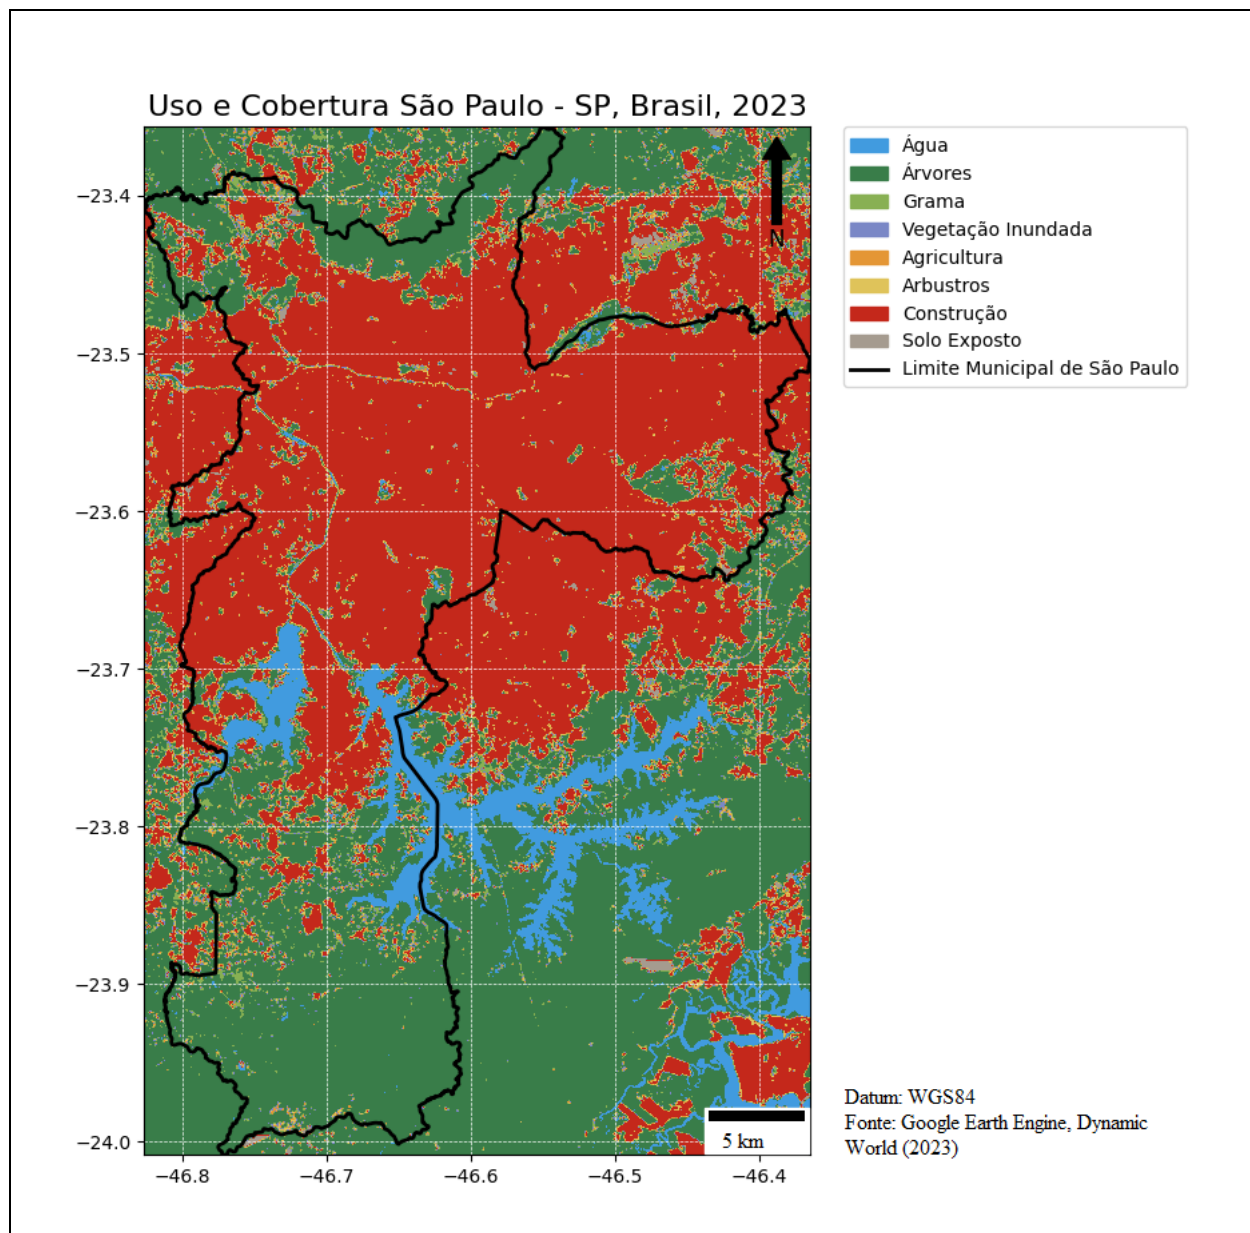 Uso e Cobertura São Paulo - SP, Brasil, 2023
Água
Árvores
Grama
Vegetação Inundada
Agricultura
Arbustros
Construção
Solo Exposto
Limite Municipal de São Paulo
N
−23.4
−23.5
−23.6
−23.7
−23.8
−23.9
−24.0
5 km
−46.8
−46.7
−46.6
−46.5
−46.4
Datum: WGS84
Fonte: Google Earth Engine, Dynamic
World (2023)